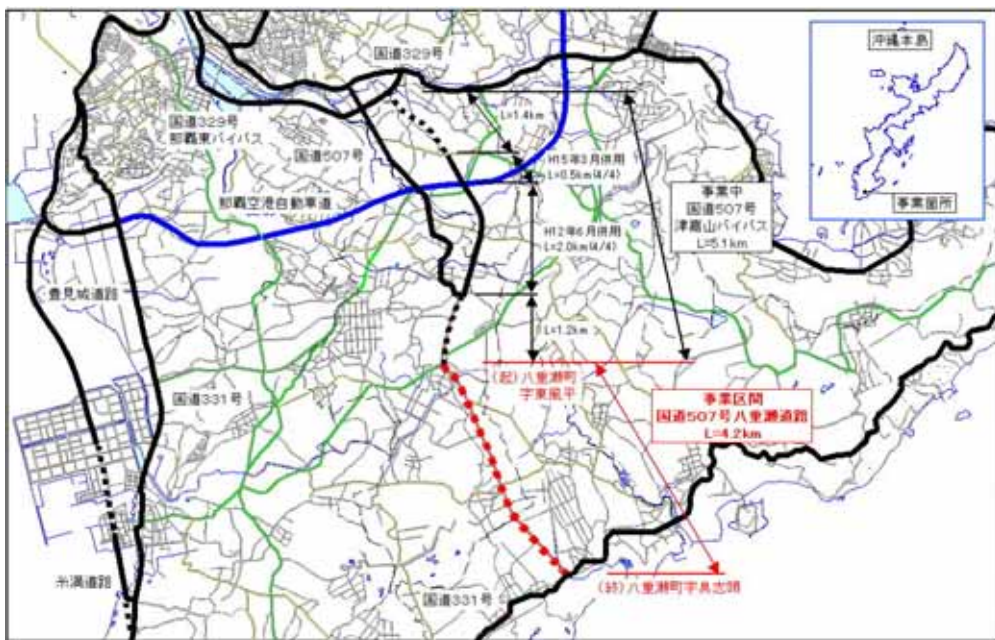 国道329号
沖縄本島
事業箇所
国道329号
那覇東バイパス
国道507号
L=1.4km
H15年3月供用
L=0.5km(4/4)
那覇空港自動車道
H12年6月供用
L=2.0km(4/4)
事業中
国道507号
津嘉山バイパス
L=5.1km
豊見城道路
L=1.2km
(起)八重瀬町
字東風平
国道331号
事業区間
国道507号八重瀬道路
L=4.2km
糸満道路
国道331号
(終)八重瀬町字具志頭